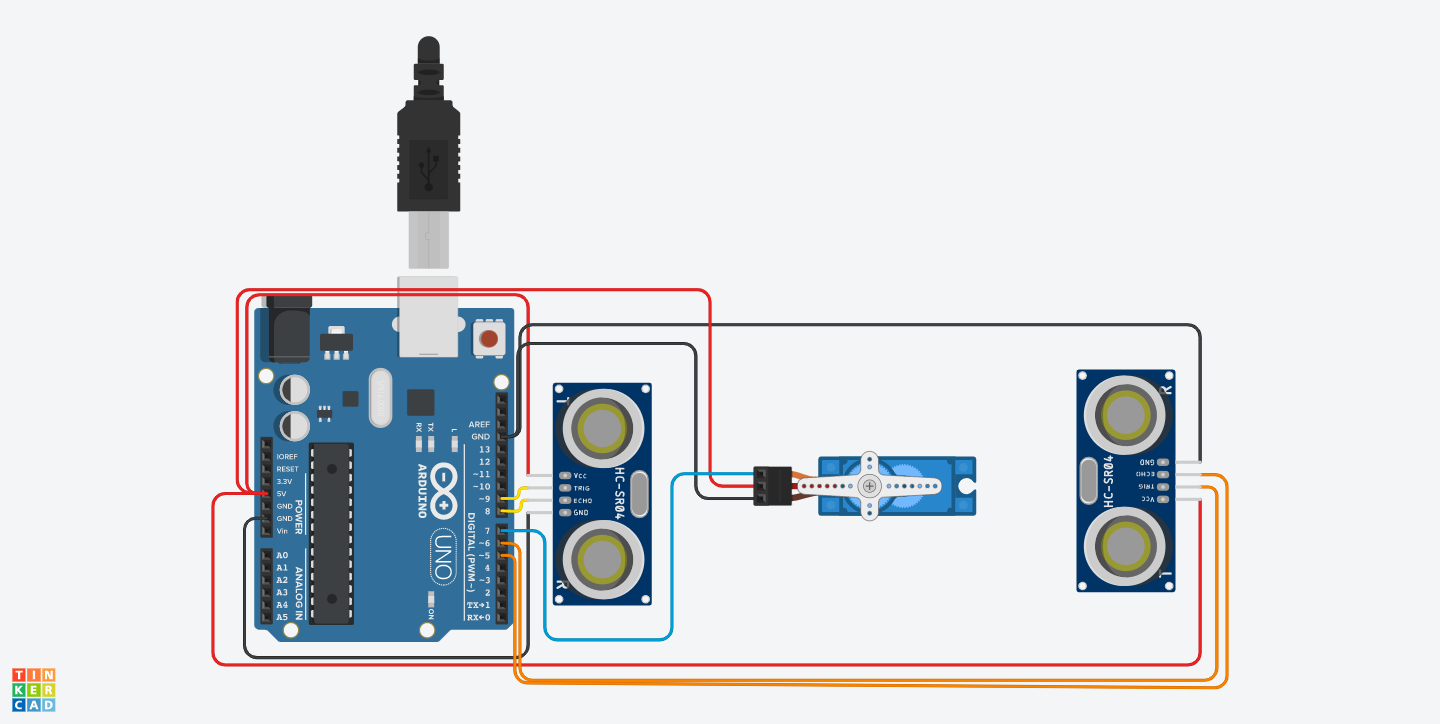 IOREF
RESET
3.3V
5V
GND
GND
Vin
POWER
A0
A1
A2
A3
A4
A5
ANALOG IN
RX
TX
L
ARDUINO
UNO
ON
AREF
GND
13
12
~11
~10
~9
8
7
~6
~5
4
~3
2
TX→1
RX←0
DIGITAL (PWM~)
VCC
TRIG
ECHO
GND
HC-SR04
R
GND
ECHO
TRIG
VCC
HC-SR04
R
TIN
KER
CAD